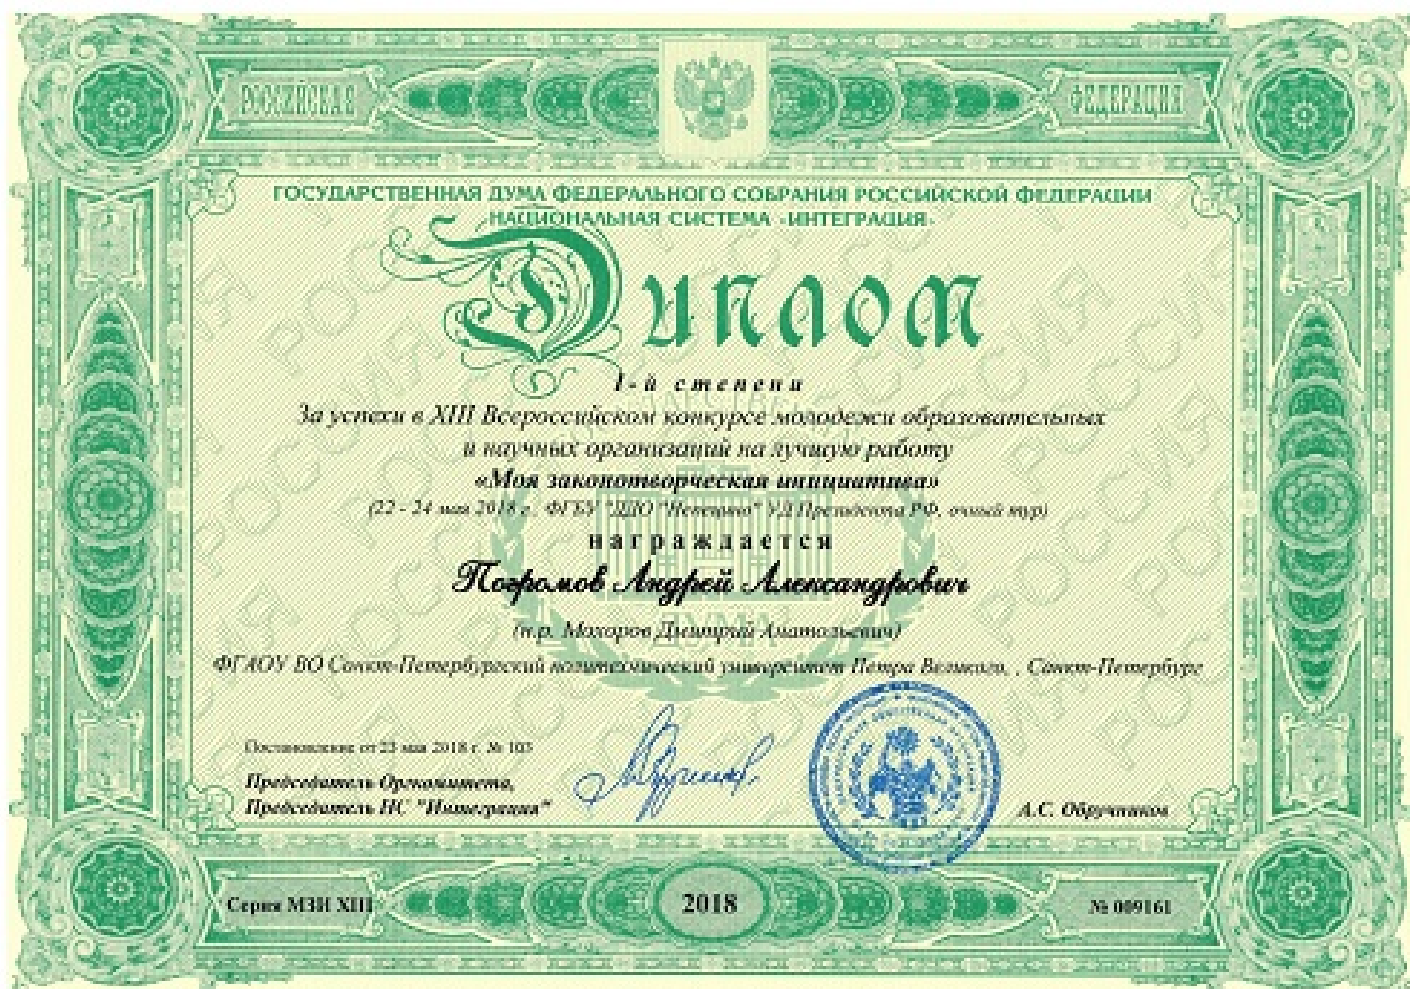 РОССИЙСКАЯ ФЕДЕРАЦИЯ
ГОСУДАРСТВЕННАЯ ДУМА ФЕДЕРАЛЬНОГО СОБРАНИЯ РОССИЙСКОЙ ФЕДЕРАЦИИ
НАЦИОНАЛЬНАЯ СИСТЕМА «ИНТЕГРАЦИЯ»
Диплом
1-й степени
За успехи в XIII Всероссийском конкурсе молодежи образовательных
и научных организаций на лучшую работу
«Моя законотворческая инициатива»
(22 - 24 мая 2018 г., ФГБУ "ДДО "Непецино" УД Президента РФ, очный тур)
награждается
Погромов Андрей Александрович
(н.р. Мохоров Дмитрий Анатольевич)
ФГАОУ ВО Санкт-Петербургский политехнический университет Петра Великого, , Санкт-Петербург
Постановление от 23 мая 2018 г. № 103
Председатель Оргкомитета,
Председатель НС "Интеграция" А.С. Обручников
Серия МЗИ XIII 2018 № 009161